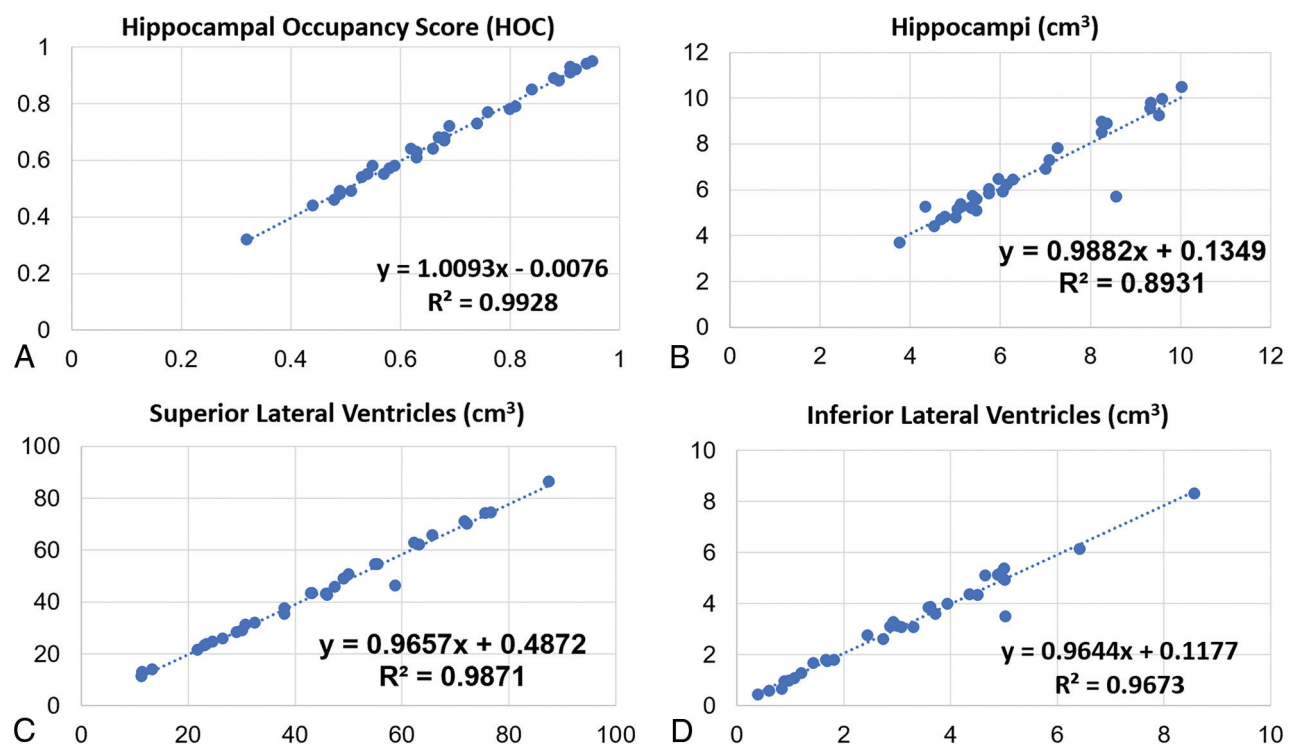 Hippocampal Occupancy Score (HOC)
1
0.8
0.6
0.4
0.2
0
y = 1.0093x - 0.0076
R² = 0.9928
A
0 0.2 0.4 0.6 0.8 1
Hippocampi (cm³)
12
10
8
6
4
2
0
y = 0.9882x + 0.1349
R² = 0.8931
B
0 2 4 6 8 10 12
Superior Lateral Ventricles (cm³)
100
80
60
40
20
0
y = 0.9657x + 0.4872
R² = 0.9871
C
0 20 40 60 80 100
Inferior Lateral Ventricles (cm³)
10
8
6
4
2
0
y = 0.9644x + 0.1177
R² = 0.9673
D
0 2 4 6 8 10